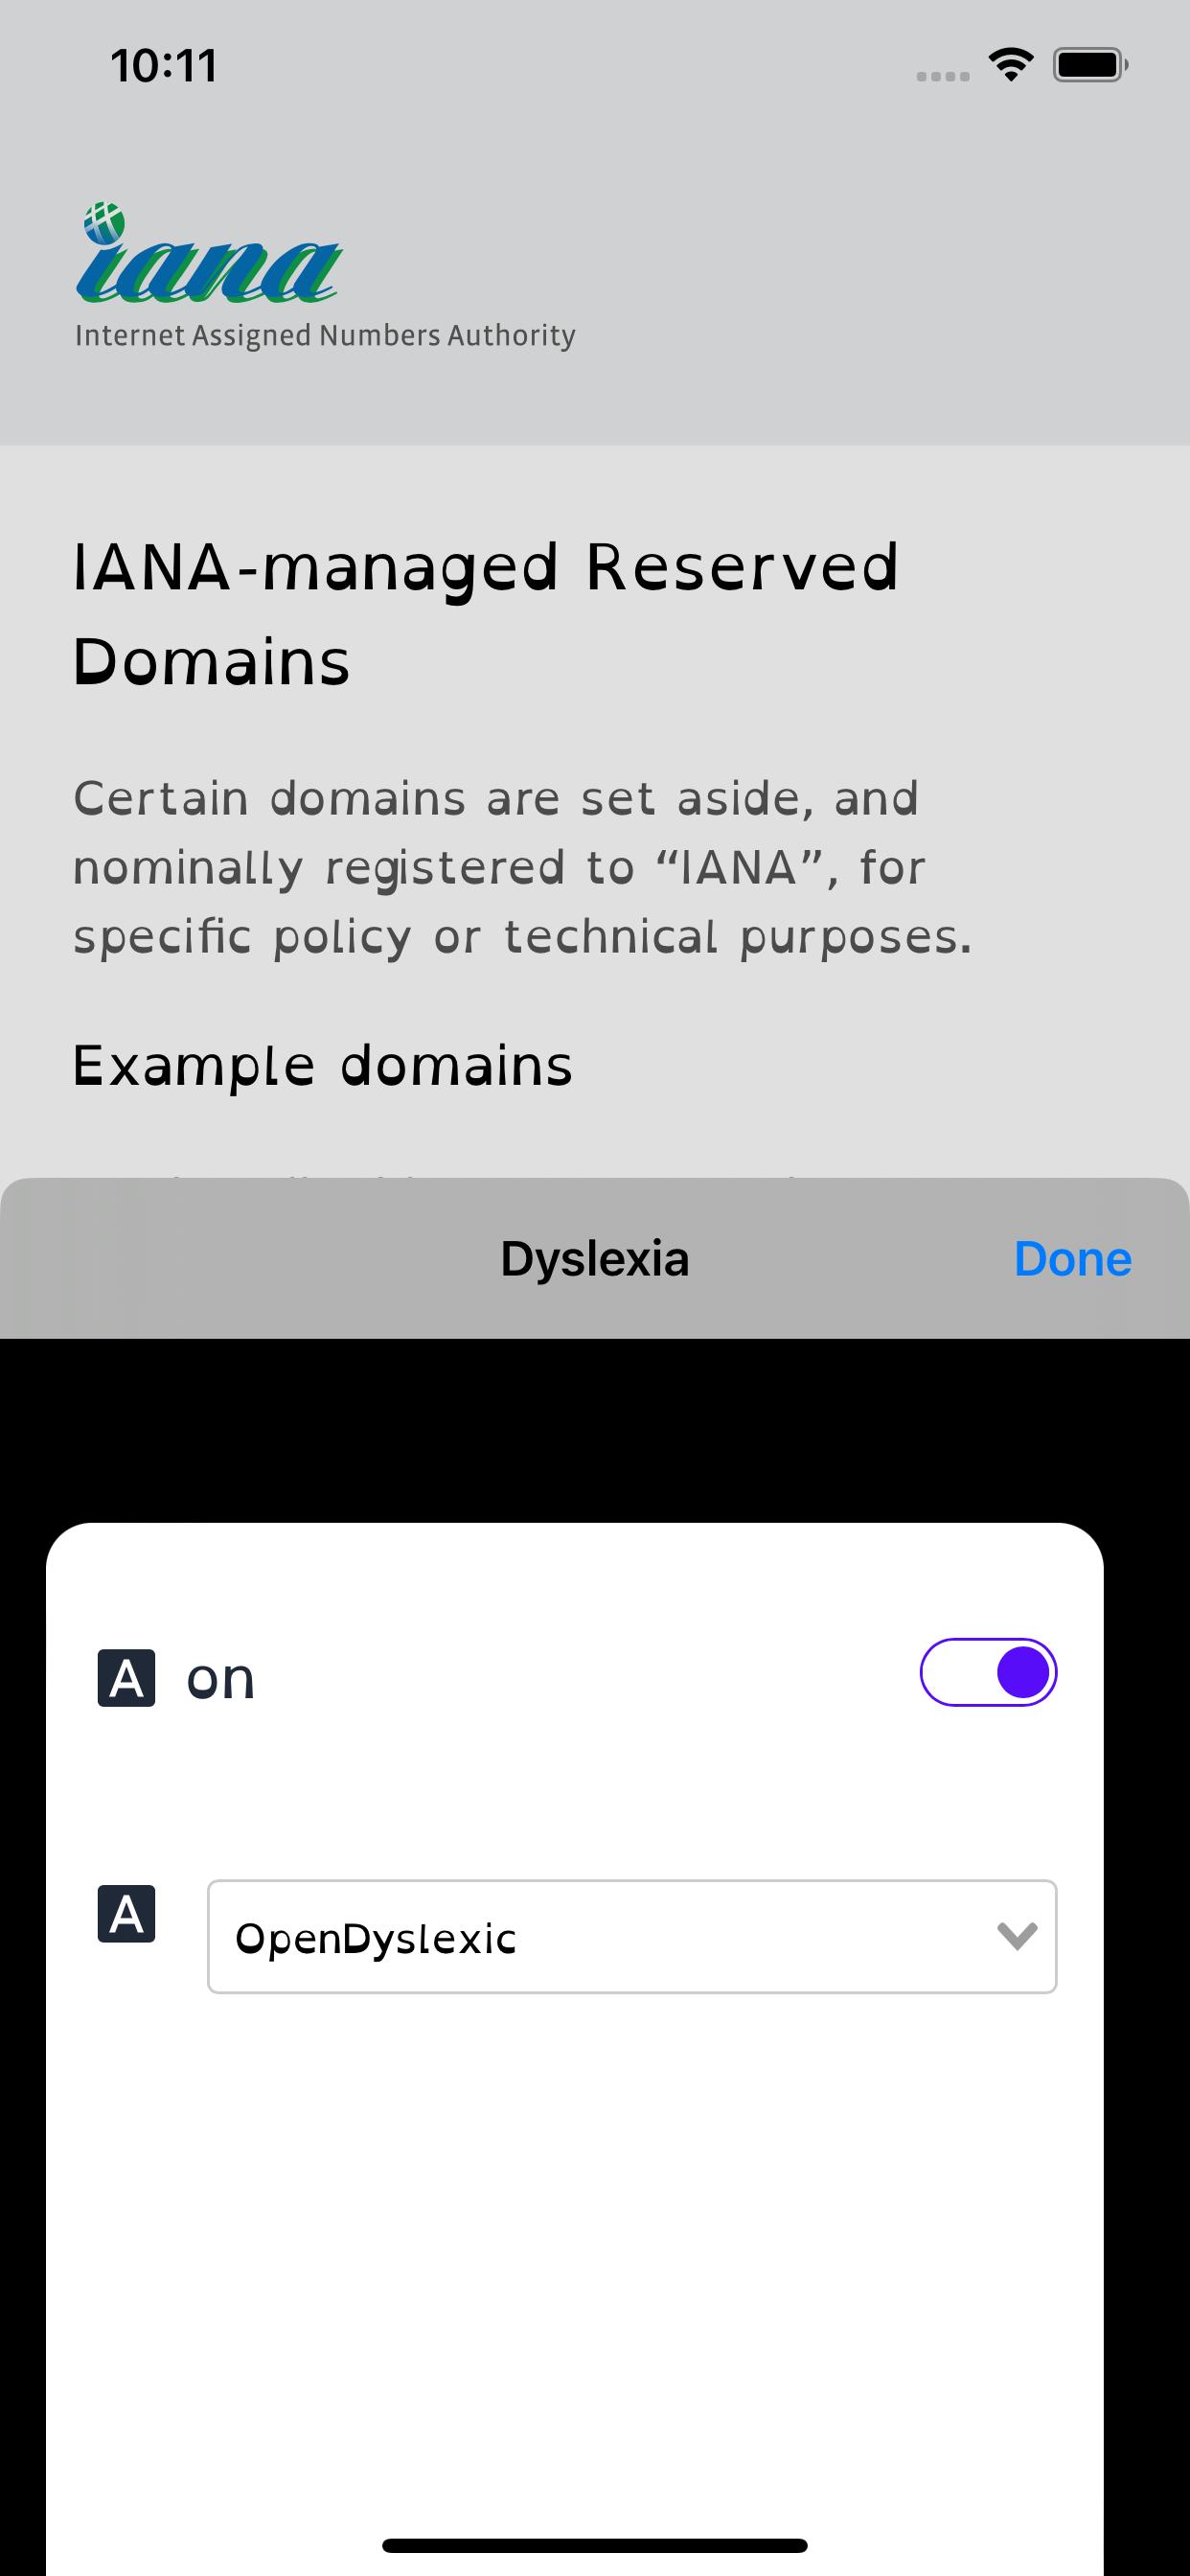 10:11
iana
Internet Assigned Numbers Authority
IANA-managed Reserved
Domains
Certain domains are set aside, and
nominally registered to “IANA”, for
specific policy or technical purposes.
Example domains
Dyslexia
Done
A on
A OpenDyslexic